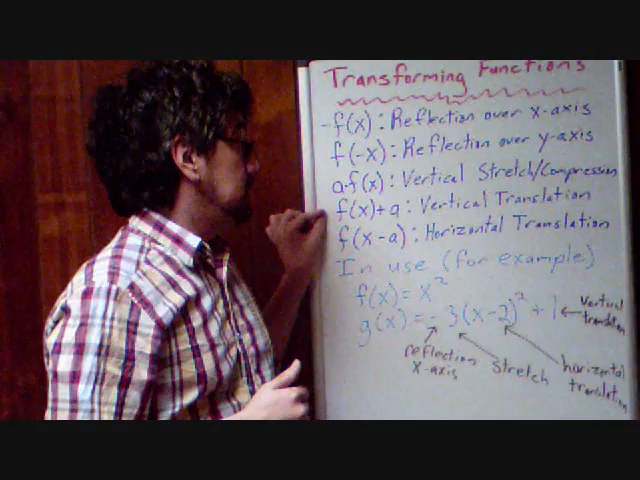 Transforming Functions
-f(x): Reflection over x-axis
f(-x): Reflection over y-axis
a·f(x): Vertical Stretch/Compression
f(x)+a: Vertical Translation
f(x-a): Horizontal Translation
In use (for example)
f(x)=x²
g(x)=-3(x-2)²+1
Vertical
translation
reflection
x-axis
stretch
horizontal
translation